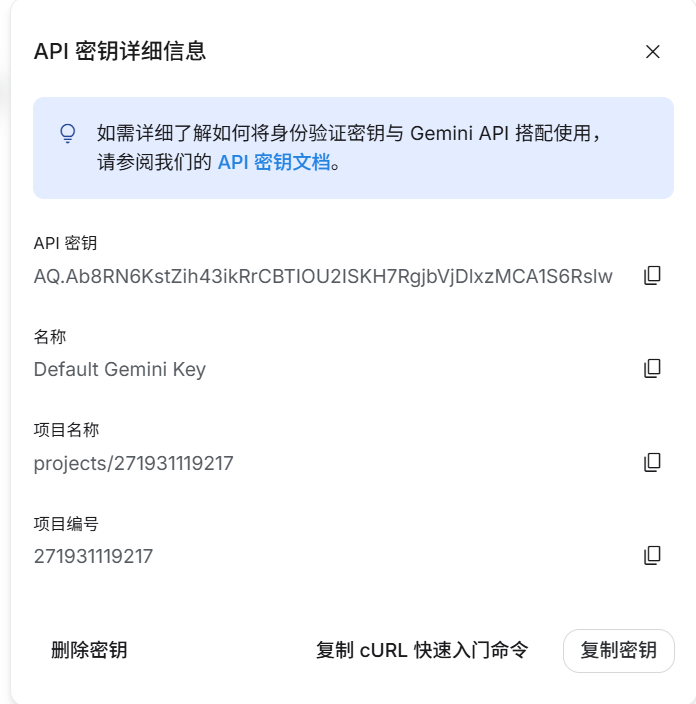 API 密钥详细信息
如需详细了解如何将身份验证密钥与 Gemini API 搭配使用，
请参阅我们的 API 密钥文档。
API 密钥
AQ.Ab8RN6KstZih43ikRrCBTIOU2ISKH7RgjbVjDlxzMCA1S6Rslw
名称
Default Gemini Key
项目名称
projects/271931119217
项目编号
271931119217
删除密钥
复制 cURL 快速入门命令
复制密钥